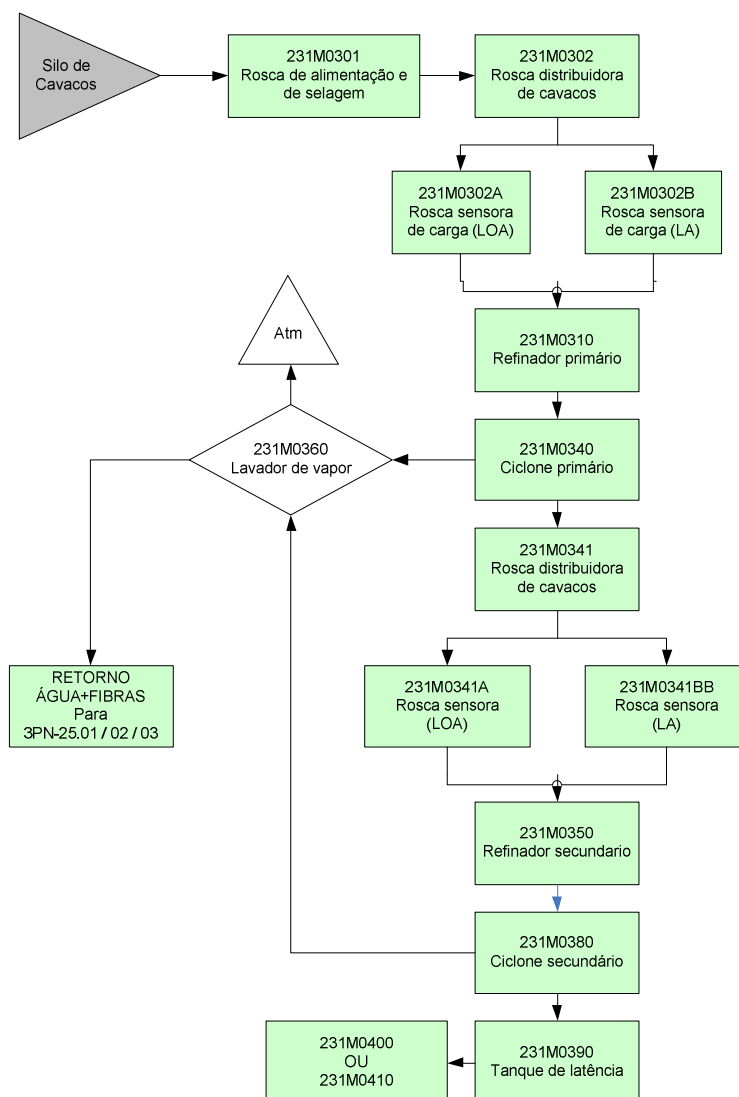 Silo de
Cavacos
231M0301
Rosca de alimentação e
de selagem
231M0302
Rosca distribuidora
de cavacos
231M0302A
Rosca sensora
de carga (LOA)
231M0302B
Rosca sensora
de carga (LA)
Atm
231M0310
Refinador primário
231M0360
Lavador de vapor
231M0340
Ciclone primário
231M0341
Rosca distribuidora
de cavacos
RETORNO
ÁGUA+FIBRAS
Para
3PN-25.01 / 02 / 03
231M0341A
Rosca sensora
(LOA)
231M0341BB
Rosca sensora
(LA)
231M0350
Refinador secundario
231M0380
Ciclone secundário
231M0400
OU
231M0410
231M0390
Tanque de latência